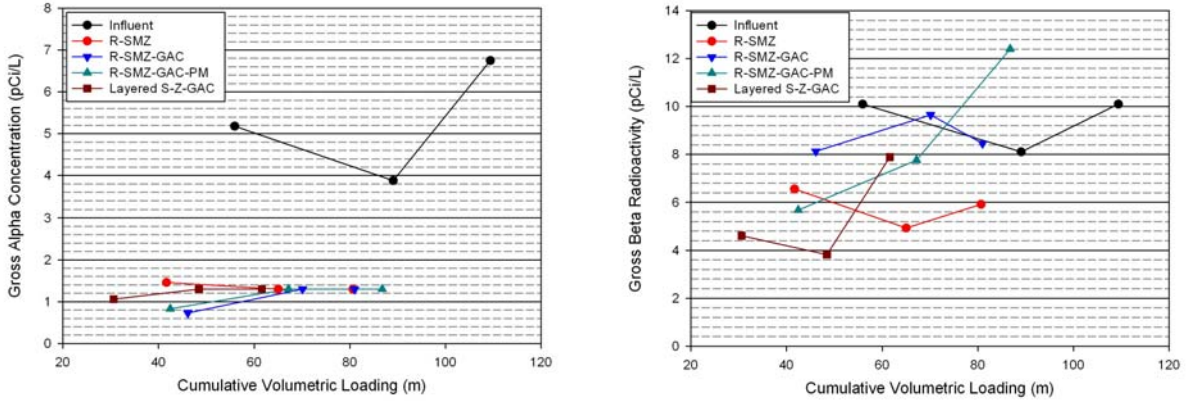 Gross Alpha Concentration (pCi/L)
8
7
6
5
4
3
2
1
0
Influent
R-SMZ
R-SMZ-GAC
R-SMZ-GAC-PM
Layered S-Z-GAC
20 40 60 80 100 120
Cumulative Volumetric Loading (m)
Gross Beta Radioactivity (pCi/L)
14
12
10
8
6
4
2
0
Influent
R-SMZ
R-SMZ-GAC
R-SMZ-GAC-PM
Layered S-Z-GAC
20 40 60 80 100 120
Cumulative Volumetric Loading (m)